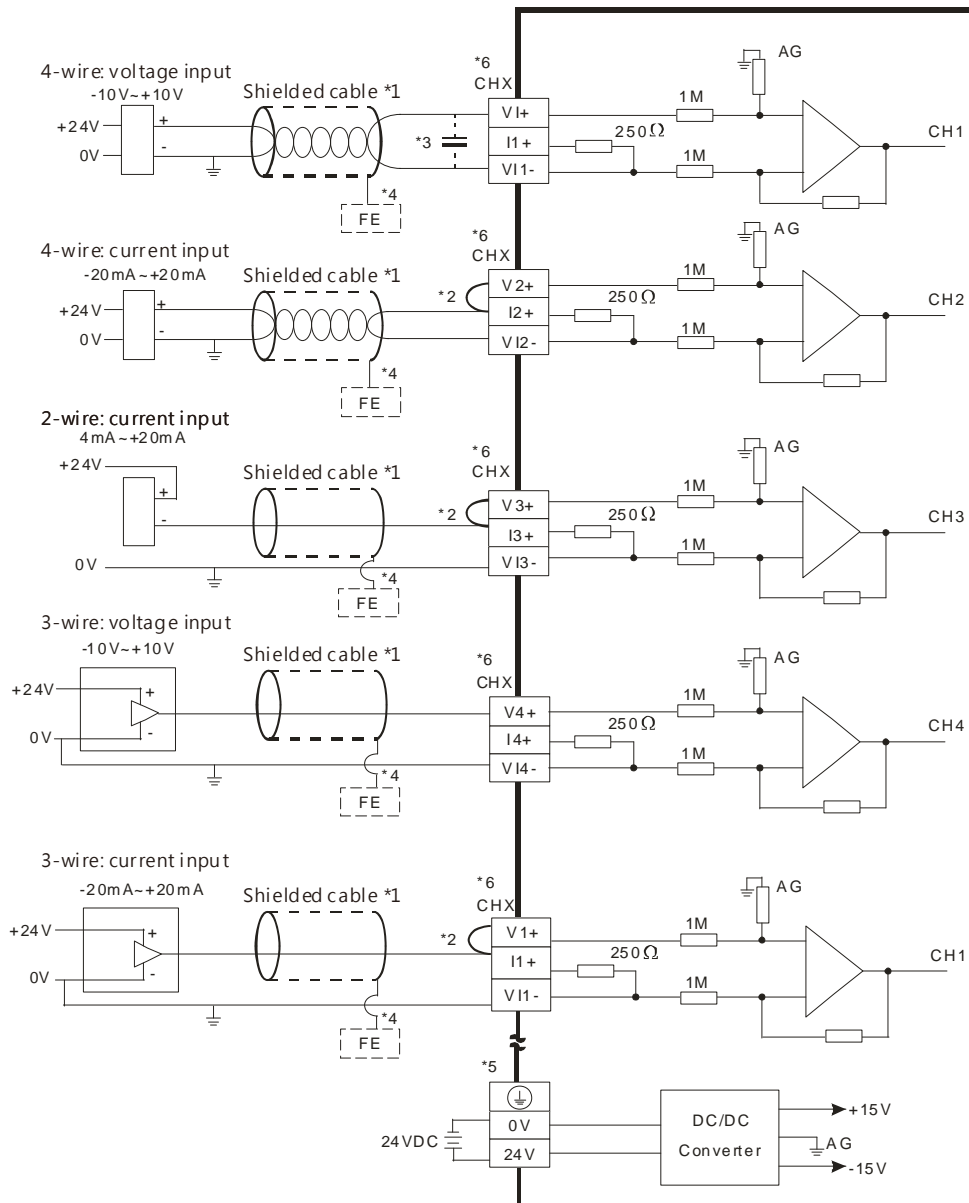 4-wire: voltage input
-10V~+10V
+24V
0V
+
-
Shielded cable *1
*3
*4
FE
*6
CHX
VI+
I1+
VI1-
250Ω
1M
1M
AG
CH1
4-wire: current input
-20mA~+20mA
+24V
0V
+
-
Shielded cable *1
*2
*4
FE
*6
CHX
V2+
I2+
VI2-
250Ω
1M
1M
AG
CH2
2-wire: current input
4mA~+20mA
+24V
+
-
0V
Shielded cable *1
*2
*4
FE
*6
CHX
V3+
I3+
VI3-
250Ω
1M
1M
AG
CH3
3-wire: voltage input
-10V~+10V
+24V
0V
+
-
Shielded cable *1
*4
FE
*6
CHX
V4+
I4+
VI4-
250Ω
1M
1M
AG
CH4
3-wire: current input
-20mA~+20mA
+24V
0V
+
-
Shielded cable *1
*2
*4
FE
*6
CHX
V1+
I1+
VI1-
250Ω
1M
1M
AG
CH1
*5
24VDC
0V
24V
DC/DC
Converter
+15V
AG
-15V